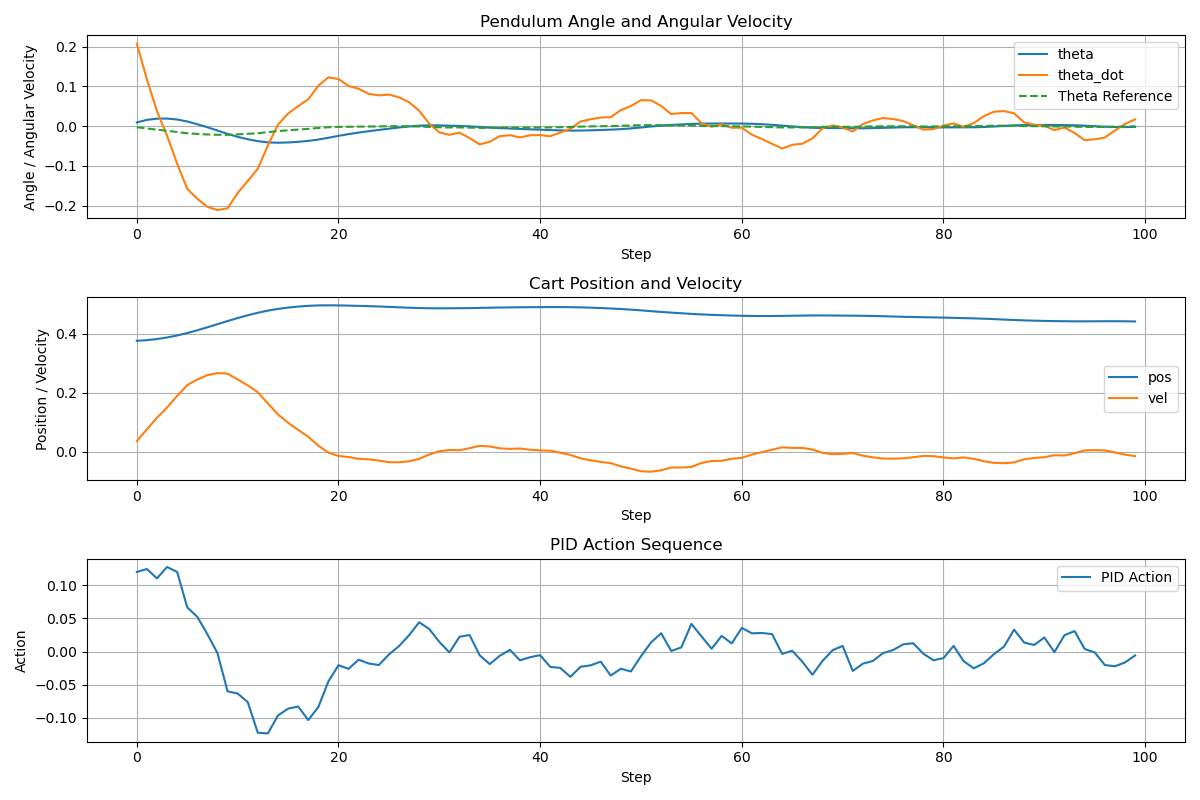 Pendulum Angle and Angular Velocity
Angle / Angular Velocity
0.2
0.1
0.0
−0.1
−0.2
theta
theta_dot
Theta Reference
0
20
40
60
80
100
Step
Cart Position and Velocity
Position / Velocity
0.4
0.2
0.0
pos
vel
0
20
40
60
80
100
Step
PID Action Sequence
Action
0.10
0.05
0.00
−0.05
−0.10
PID Action
0
20
40
60
80
100
Step